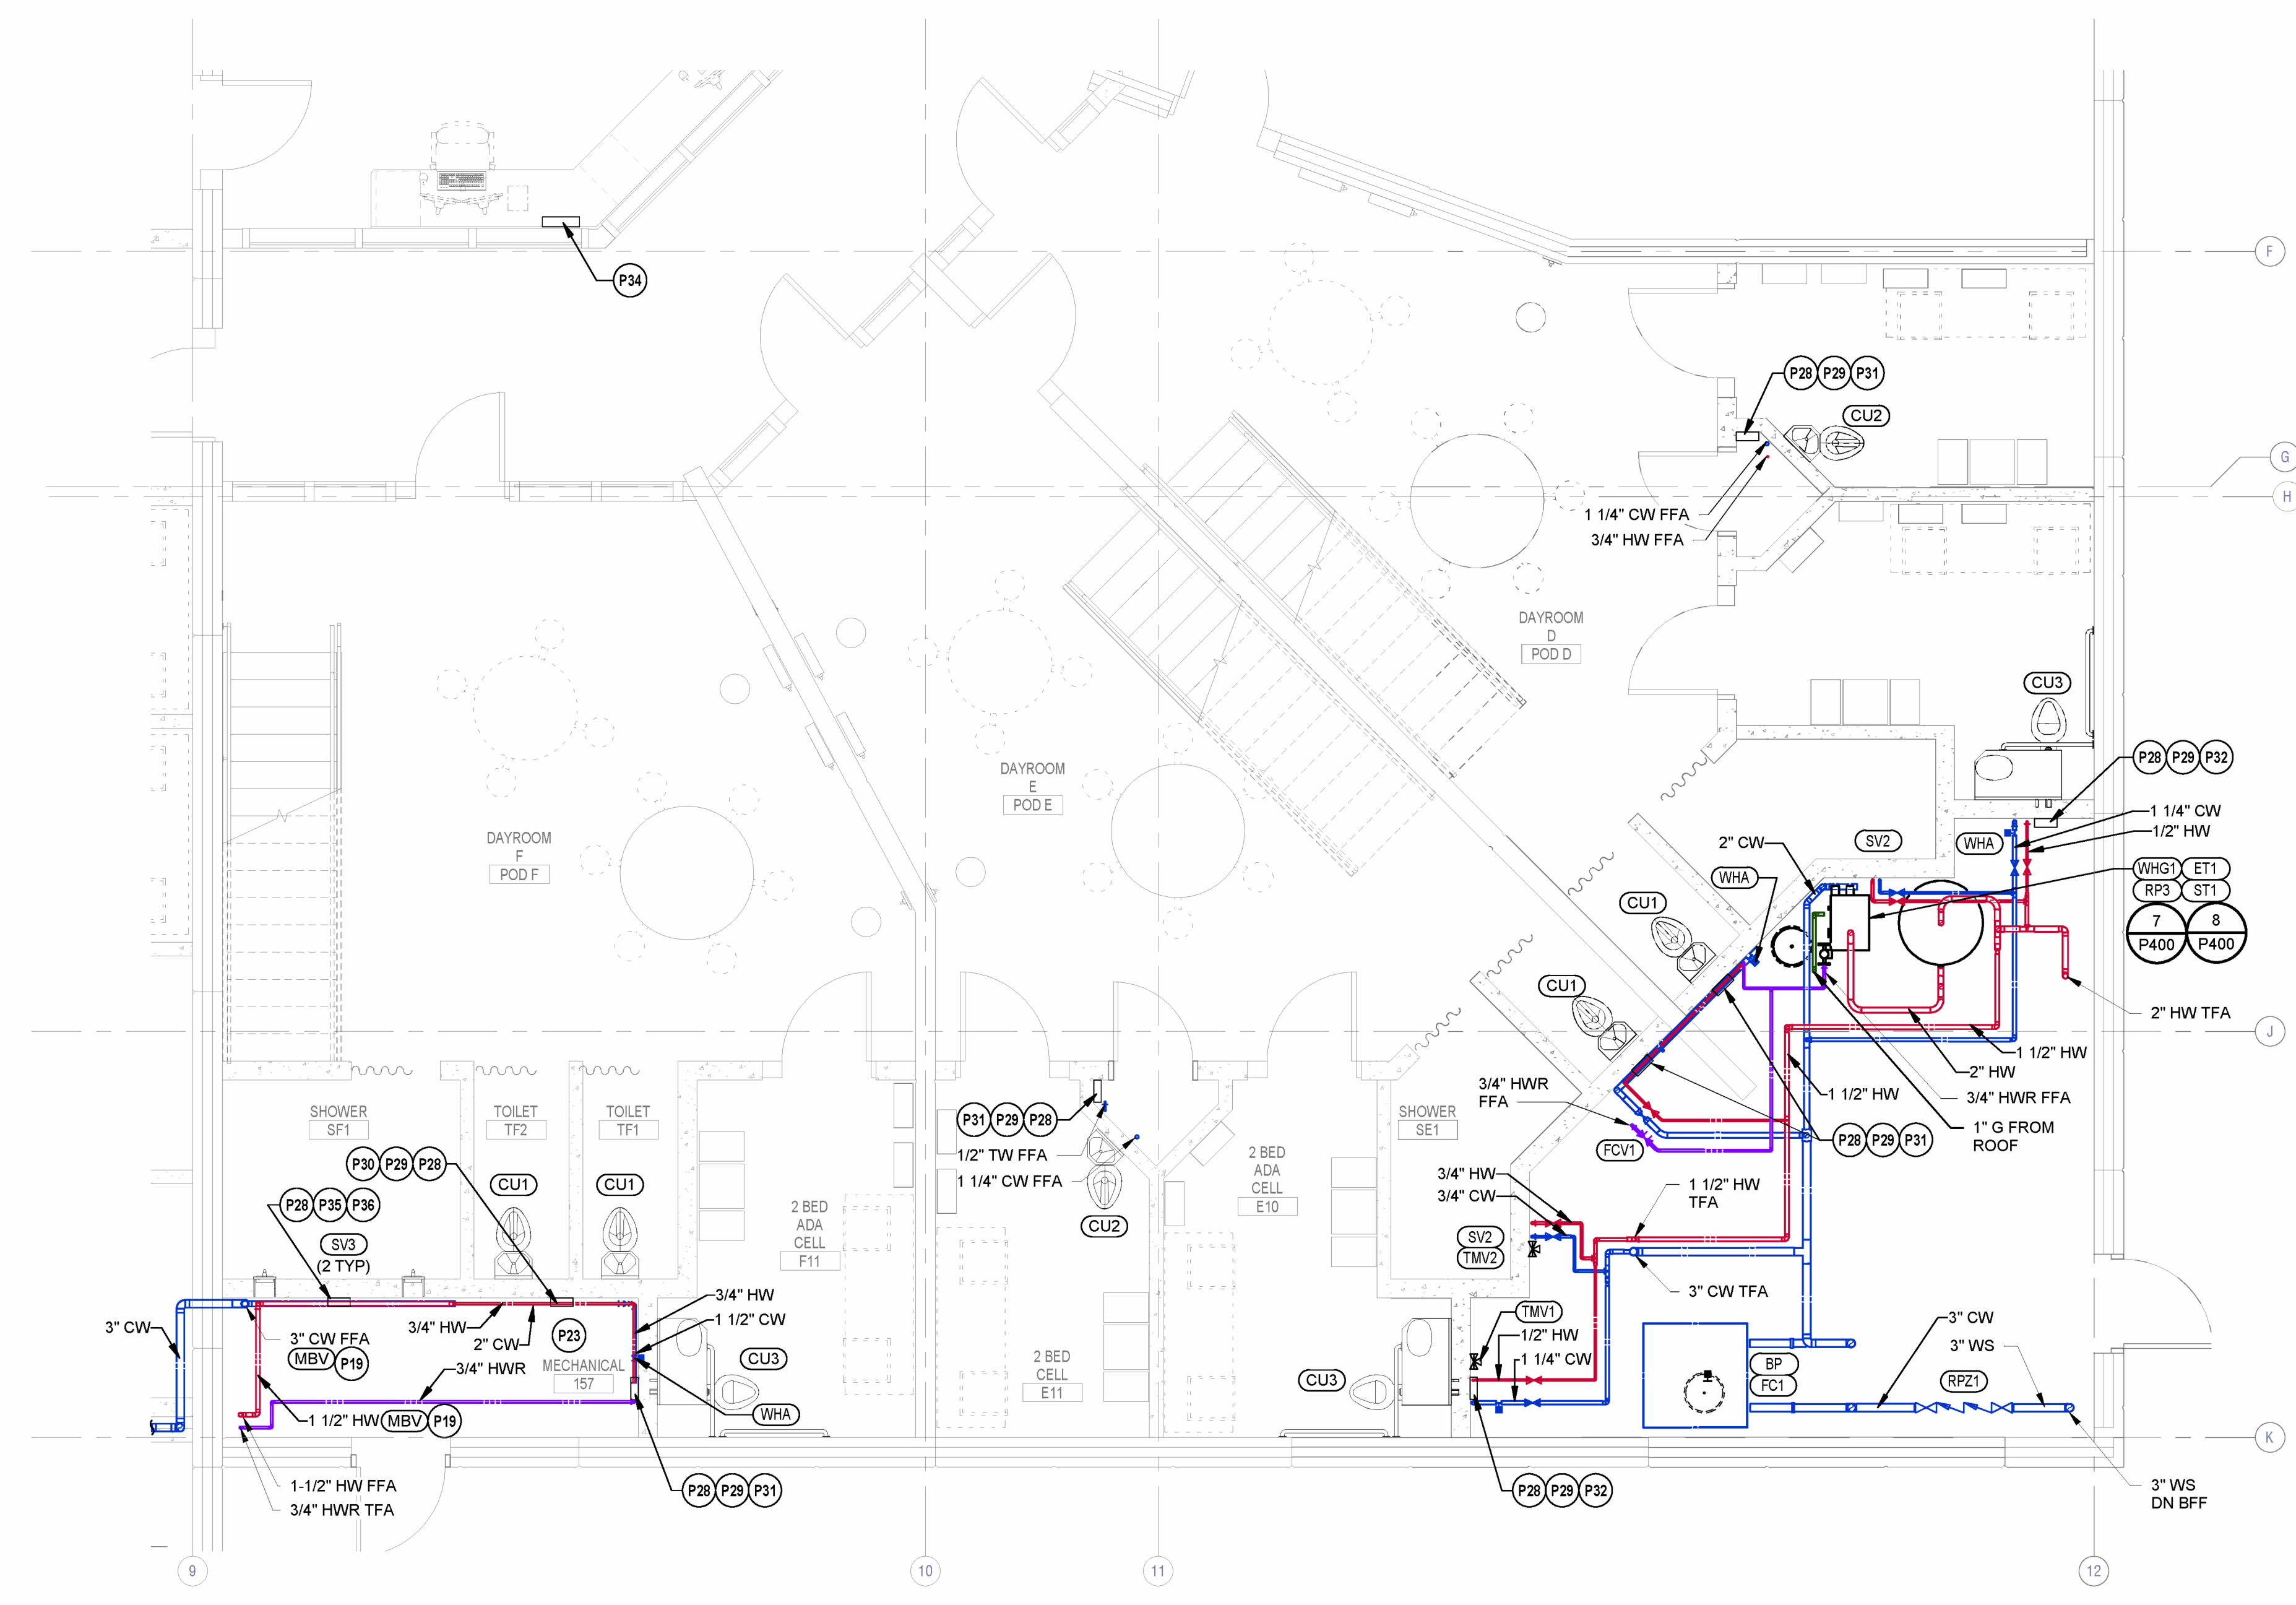 F
P34
P28 P29 P31
CU2
G
H
1 1/4" CW FFA
3/4" HW FFA
DAYROOM
D
POD D
CU3
P28 P29 P32
DAYROOM
E
POD E
1 1/4" CW
1/2" HW
DAYROOM
F
POD F
2" CW
SV2
WHA
WHA
WHG1 ET1
RP3 ST1
CU1
7
P400
8
P400
CU1
2" HW TFA
J
1 1/2" HW
2" HW
3/4" HWR
FFA
1 1/2" HW
3/4" HWR FFA
SHOWER
SF1
TOILET
TF2
TOILET
TF1
P31 P29 P28
SHOWER
SE1
1" G FROM
ROOF
P28 P29 P31
FCV1
1/2" TW FFA
1 1/4" CW FFA
2 BED
ADA
CELL
E10
P30 P29 P28
3/4" HW
3/4" CW
1 1/2" HW
TFA
CU1
CU1
P28 P35 P36
2 BED
ADA
CELL
F11
CU2
SV3
(2 TYP)
SV2
TMV2
3/4" HW
1 1/2" CW
3" CW TFA
3" CW
3" CW FFA
MBV P19
3/4" HW
2" CW
P23
TMV1
1/2" HW
1 1/4" CW
3" CW
3" WS
3/4" HWR
MECHANICAL
157
CU3
2 BED
CELL
E11
CU3
BP
FC1
RPZ1
1 1/2" HW MBV P19
WHA
K
1-1/2" HW FFA
3/4" HWR TFA
P28 P29 P31
P28 P29 P32
3" WS
DN BFF
9
10
11
12